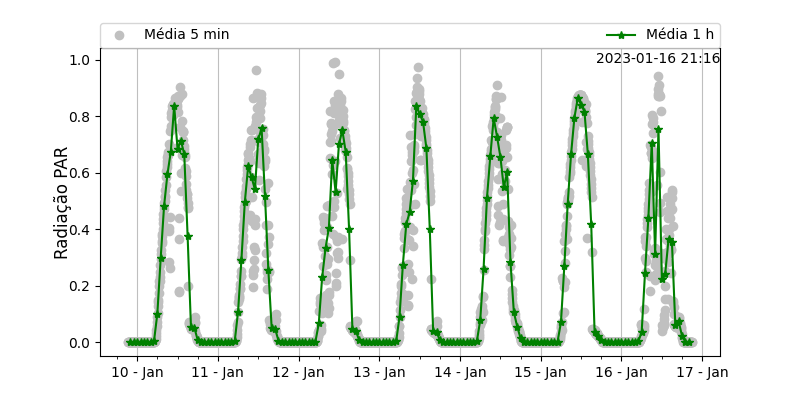 Média 5 min
Média 1 h
2023-01-16 21:16
Radiação PAR
1.0
0.8
0.6
0.4
0.2
0.0
10 - Jan
11 - Jan
12 - Jan
13 - Jan
14 - Jan
15 - Jan
16 - Jan
17 - Jan